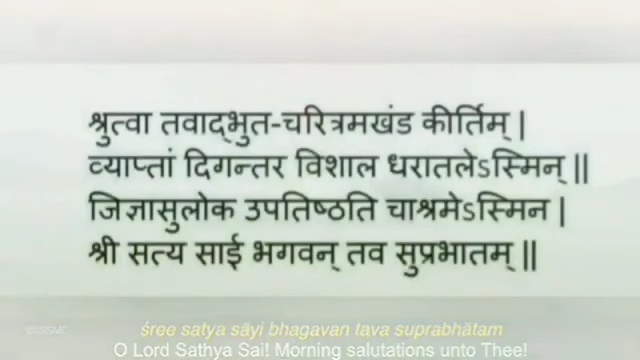 श्रुत्वा तवाद्भुत-चरित्रमखंड कीर्तिम् |
व्याप्तां दिगन्तर विशाल धरातलेऽस्मिन् ||
जिज्ञासुलोक उपतिष्ठति चाश्रमेऽस्मिन |
श्री सत्य साई भगवन् तव सुप्रभातम् ||
śree satya sāyi bhagavan tava suprabhātam
O Lord Sathya Sai! Morning salutations unto Thee!